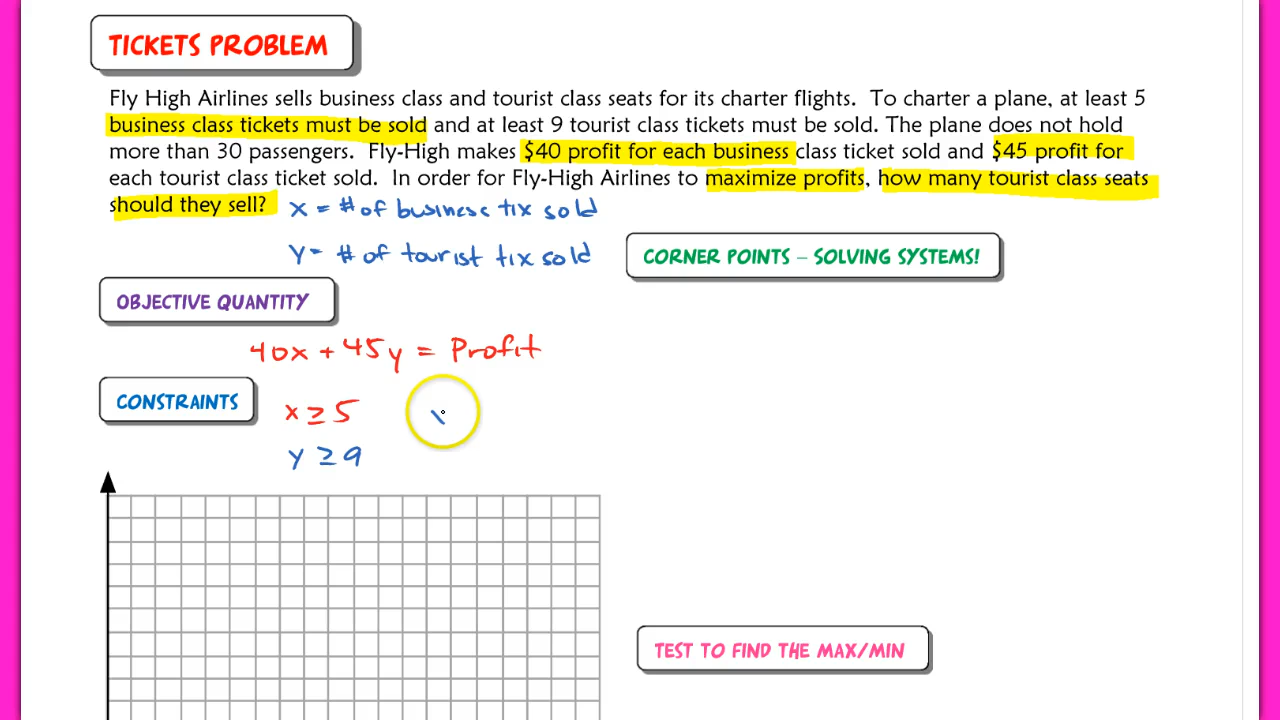 TICKETS PROBLEM
Fly High Airlines sells business class and tourist class seats for its charter flights. To charter a plane, at least 5
business class tickets must be sold and at least 9 tourist class tickets must be sold. The plane does not hold
more than 30 passengers. Fly-High makes $40 profit for each business class ticket sold and $45 profit for
each tourist class ticket sold. In order for Fly-High Airlines to maximize profits, how many tourist class seats
should they sell? X = # of business tix sold
Y = # of tourist tix sold
CORNER POINTS – SOLVING SYSTEMS!
OBJECTIVE QUANTITY
40x + 45y = Profit
CONSTRAINTS
x ≥ 5
y ≥ 9
TEST TO FIND THE MAX/MIN